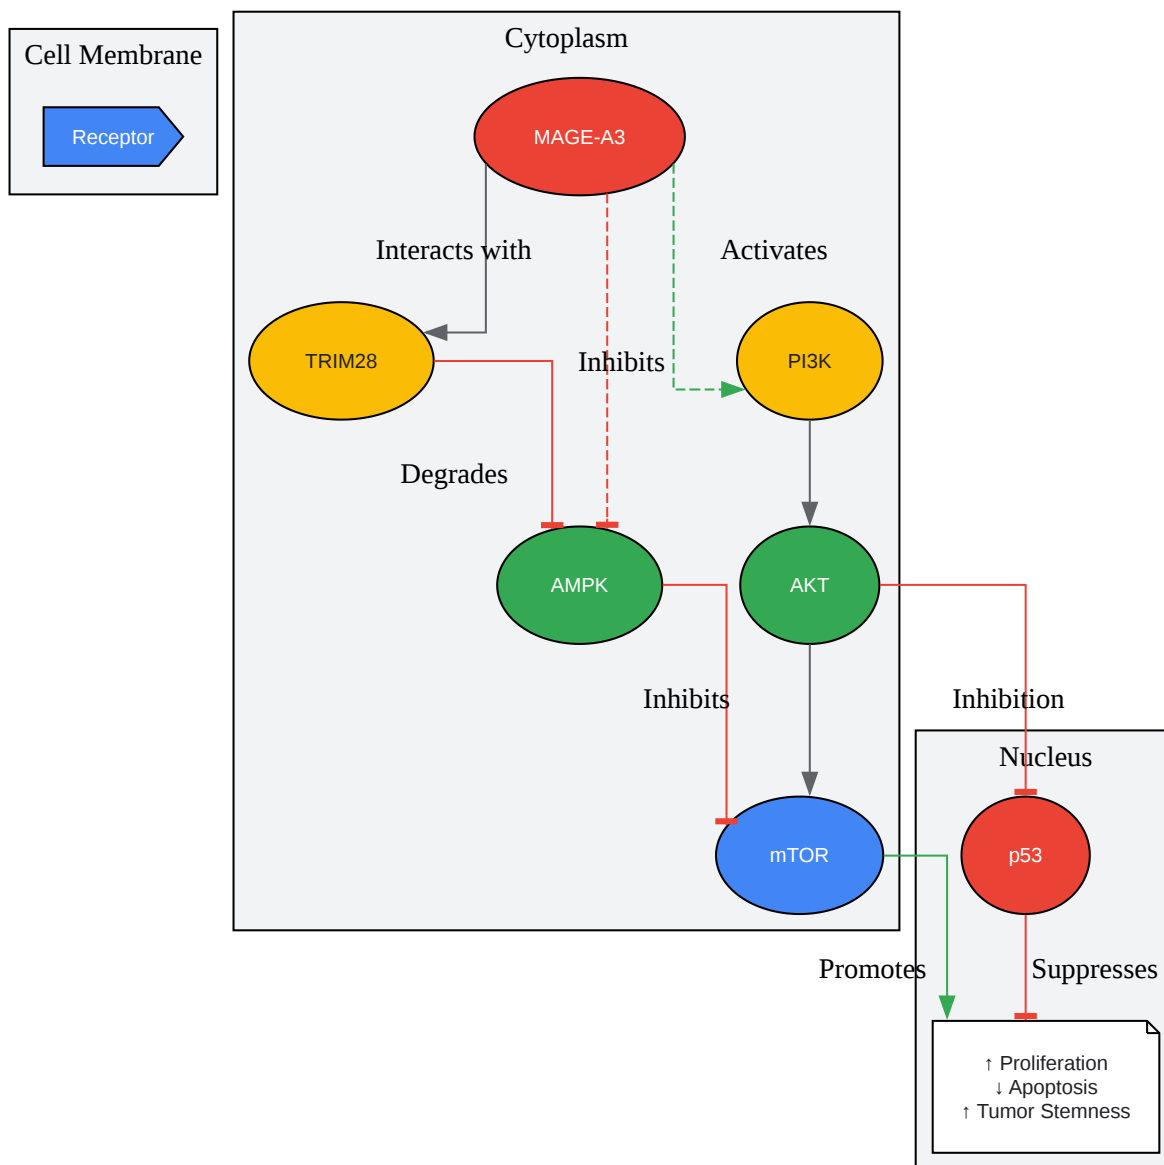 Cell Membrane
Receptor
Cytoplasm
MAGE-A3
Interacts with
Activates
TRIM28
Inhibits
PI3K
Degrades
AMPK
AKT
Inhibits
Inhibition
Nucleus
mTOR
p53
Promotes
Suppresses
↑ Proliferation
↓ Apoptosis
↑ Tumor Stemness